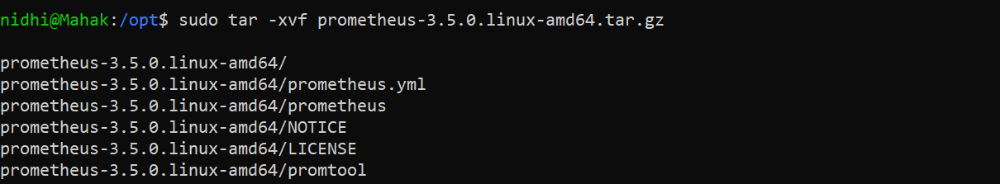 nidhi@Mahak:/opt$ sudo tar -xvf prometheus-3.5.0.linux-amd64.tar.gz
prometheus-3.5.0.linux-amd64/
prometheus-3.5.0.linux-amd64/prometheus.yml
prometheus-3.5.0.linux-amd64/prometheus
prometheus-3.5.0.linux-amd64/NOTICE
prometheus-3.5.0.linux-amd64/LICENSE
prometheus-3.5.0.linux-amd64/promtool